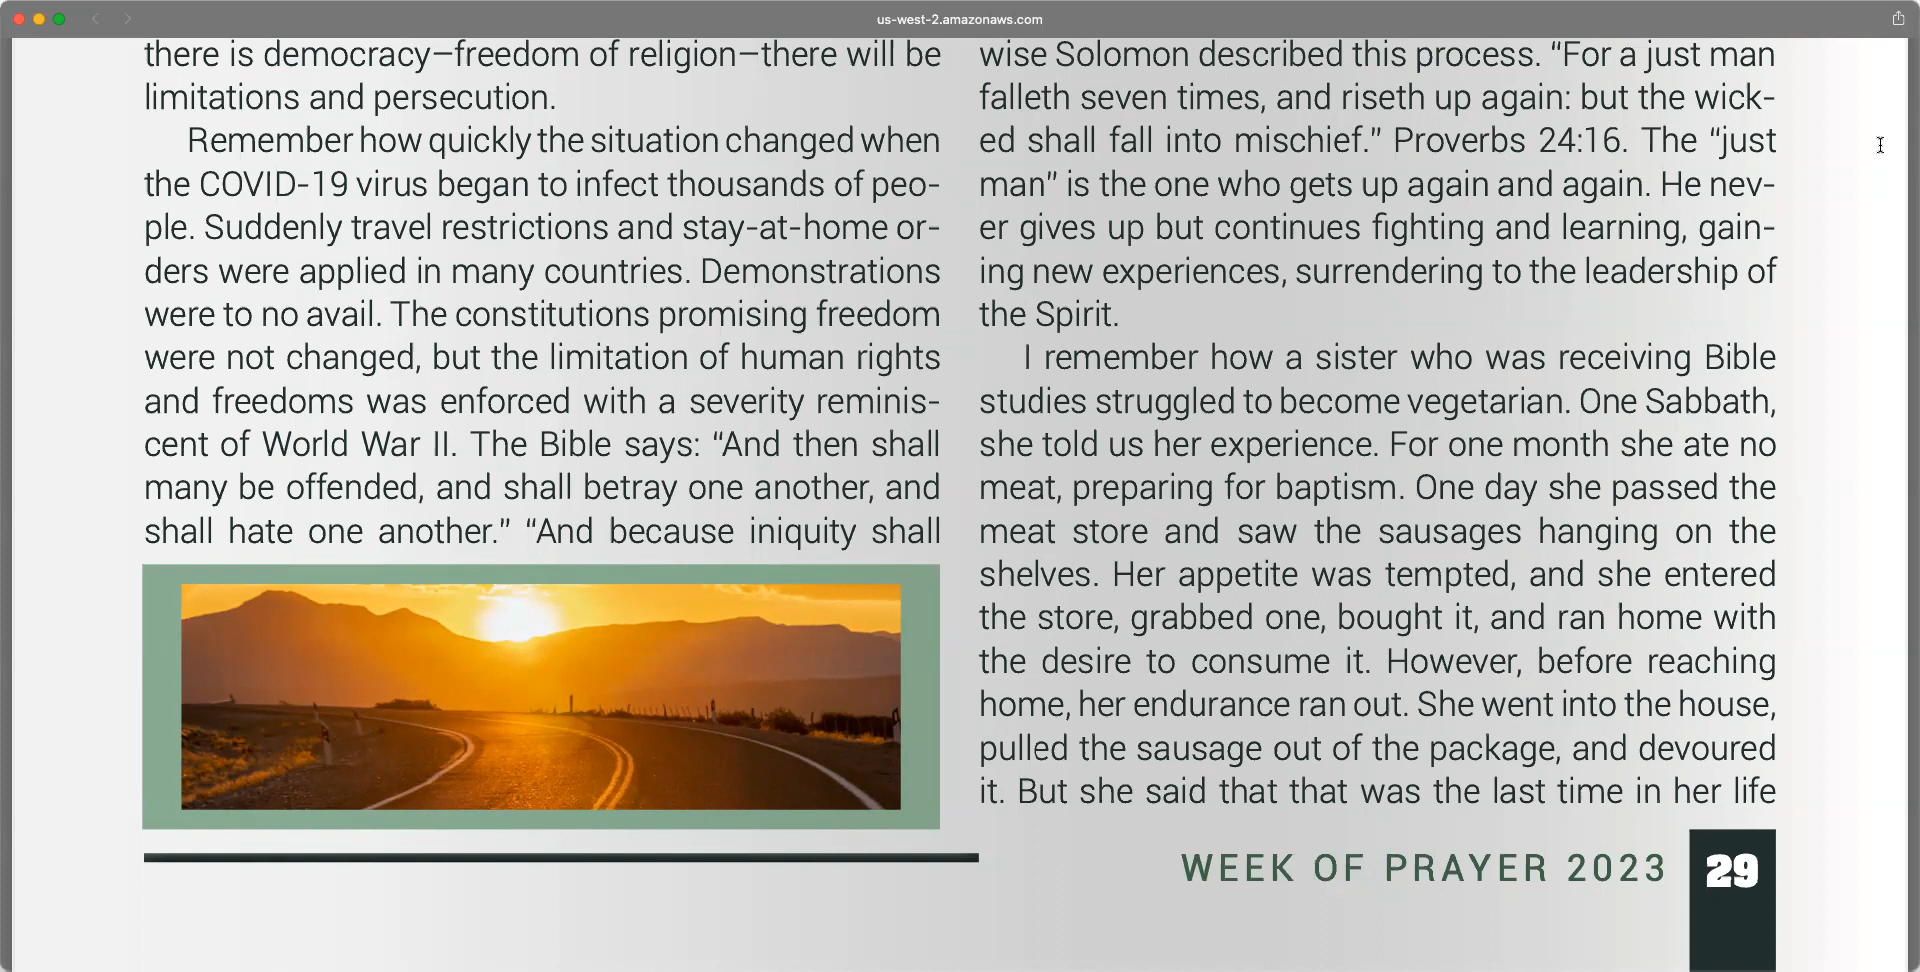 us-west-2.amazonaws.com
there is democracy—freedom of religion—there will be
limitations and persecution.
Remember how quickly the situation changed when
the COVID-19 virus began to infect thousands of peo-
ple. Suddenly travel restrictions and stay-at-home or-
ders were applied in many countries. Demonstrations
were to no avail. The constitutions promising freedom
were not changed, but the limitation of human rights
and freedoms was enforced with a severity reminis-
cent of World War II. The Bible says: “And then shall
many be offended, and shall betray one another, and
shall hate one another.” “And because iniquity shall
wise Solomon described this process. “For a just man
falleth seven times, and riseth up again: but the wick-
ed shall fall into mischief.” Proverbs 24:16. The “just
man” is the one who gets up again and again. He nev-
er gives up but continues fighting and learning, gain-
ing new experiences, surrendering to the leadership of
the Spirit.
I remember how a sister who was receiving Bible
studies struggled to become vegetarian. One Sabbath,
she told us her experience. For one month she ate no
meat, preparing for baptism. One day she passed the
meat store and saw the sausages hanging on the
shelves. Her appetite was tempted, and she entered
the store, grabbed one, bought it, and ran home with
the desire to consume it. However, before reaching
home, her endurance ran out. She went into the house,
pulled the sausage out of the package, and devoured
it. But she said that that was the last time in her life
WEEK OF PRAYER 2023
29